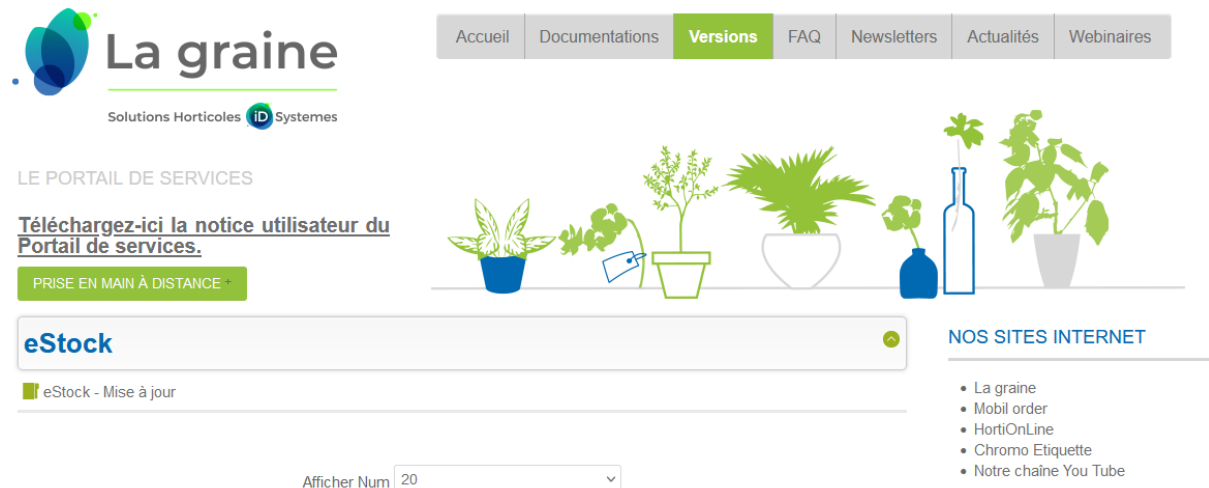 La graine
Solutions Horticoles iD Systemes
Accueil Documentations Versions FAQ Newsletters Actualités Webinaires
LE PORTAIL DE SERVICES
Téléchargez-ici la notice utilisateur du
Portail de services.
PRISE EN MAIN À DISTANCE +
eStock
eStock - Mise à jour
Afficher Num 20
NOS SITES INTERNET
La graine
Mobil order
HortiOnLine
Chromo Etiquette
Notre chaîne You Tube